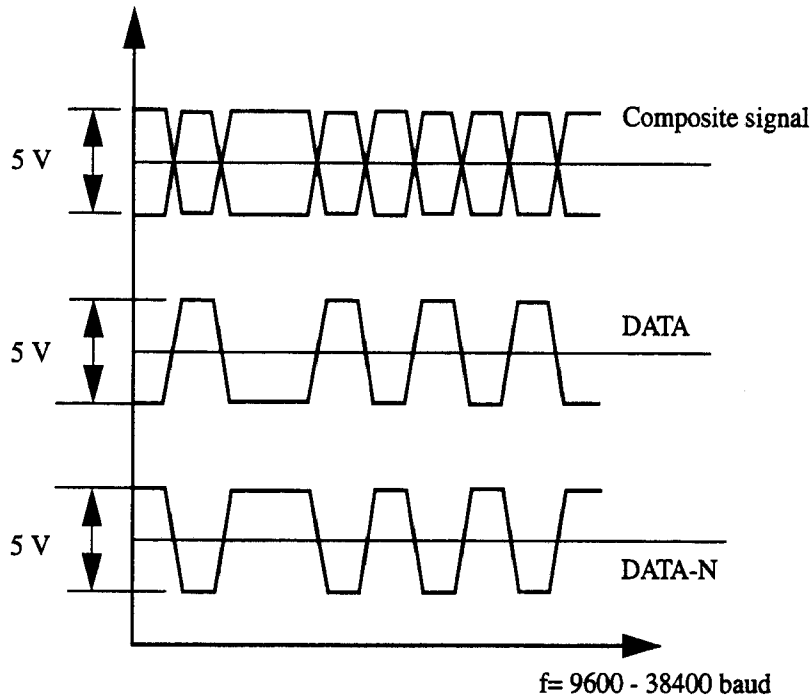 Composite signal
5 V
DATA
5 V
5 V
DATA-N
f= 9600 - 38400 baud